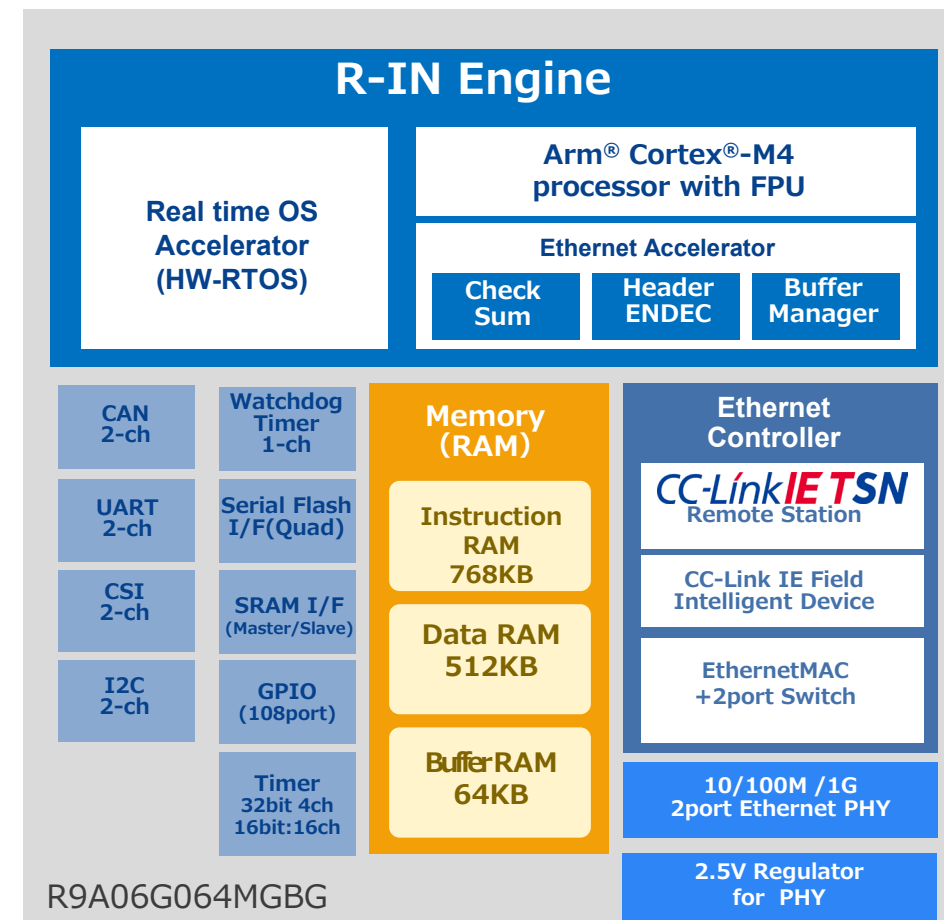 R-IN Engine
Real time OS
Accelerator
(HW-RTOS)
Arm® Cortex®-M4
processor with FPU
Ethernet Accelerator
Check
Sum
Header
ENDEC
Buffer
Manager
CAN
2-ch
UART
2-ch
CSI
2-ch
I2C
2-ch
Watchdog
Timer
1-ch
Serial Flash
I/F(Quad)
SRAM I/F
(Master/Slave)
GPIO
(108port)
Timer
32bit 4ch
16bit:16ch
Memory
（RAM）
Instruction
RAM
768KB
Data RAM
512KB
Buffer RAM
64KB
Ethernet
Controller
CC-Link IE TSN
Remote Station
CC-Link IE Field
Intelligent Device
EthernetMAC
+2port Switch
10/100M /1G
2port Ethernet PHY
2.5V Regulator
for PHY
R9A06G064MGBG